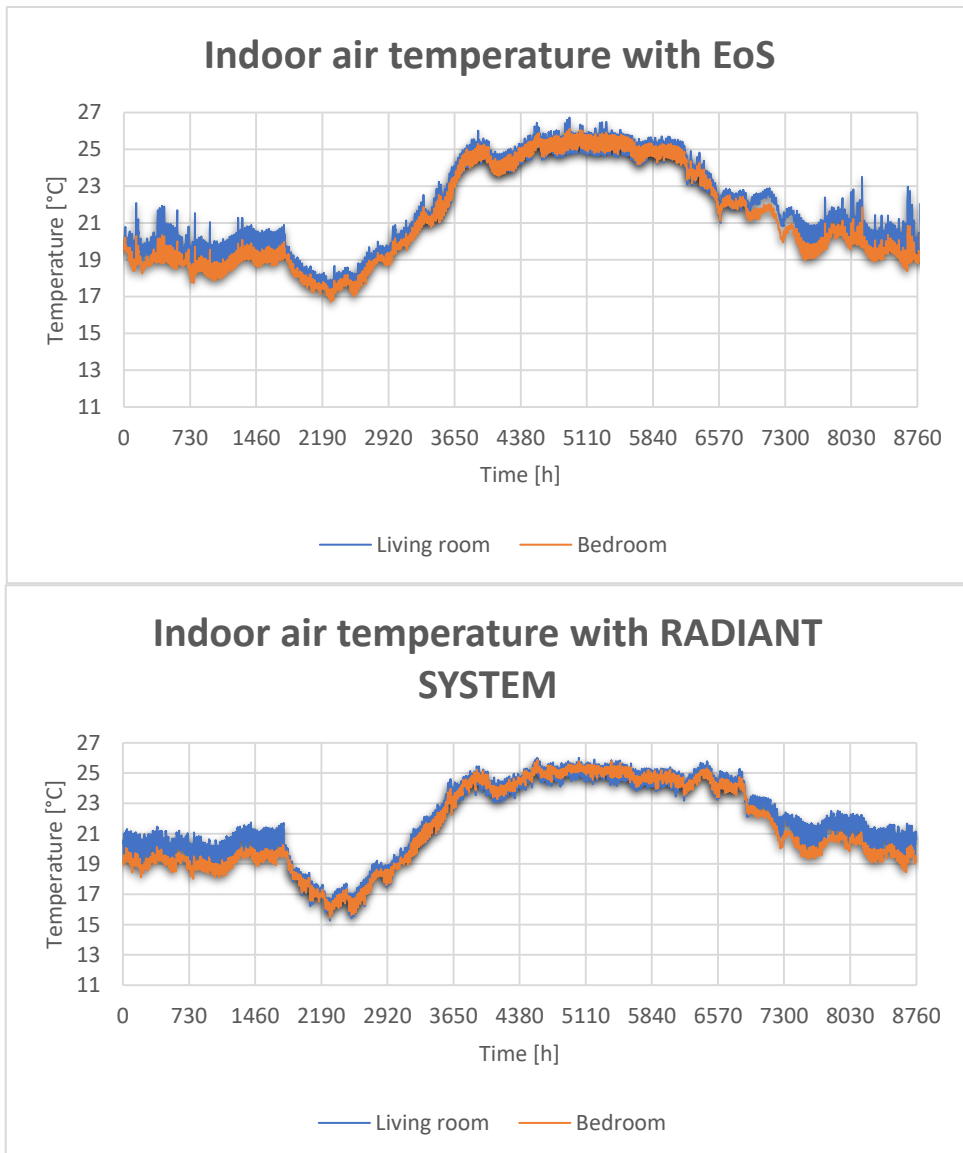 Indoor air temperature with EoS
27
25
23
21
19
17
15
13
11
Temperature [°C]
0 730 1460 2190 2920 3650 4380 5110 5840 6570 7300 8030 8760
Time [h]
Living room Bedroom
Indoor air temperature with RADIANT
SYSTEM
27
25
23
21
19
17
15
13
11
Temperature [°C]
0 730 1460 2190 2920 3650 4380 5110 5840 6570 7300 8030 8760
Time [h]
Living room Bedroom